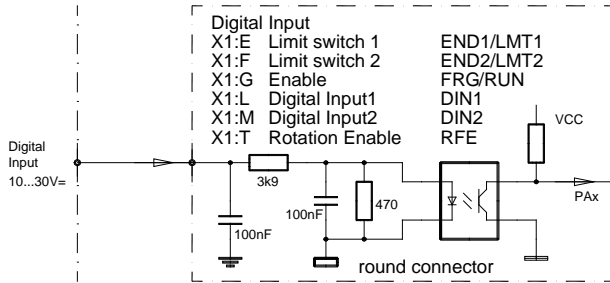 Digital Input
X1:E Limit switch 1 END1/LMT1
X1:F Limit switch 2 END2/LMT2
X1:G Enable FRG/RUN
X1:L Digital Input1 DIN1
X1:M Digital Input2 DIN2
X1:T Rotation Enable RFE
VCC
Digital
Input
10...30V=
3k9
PAx
100nF
470
100nF
round connector